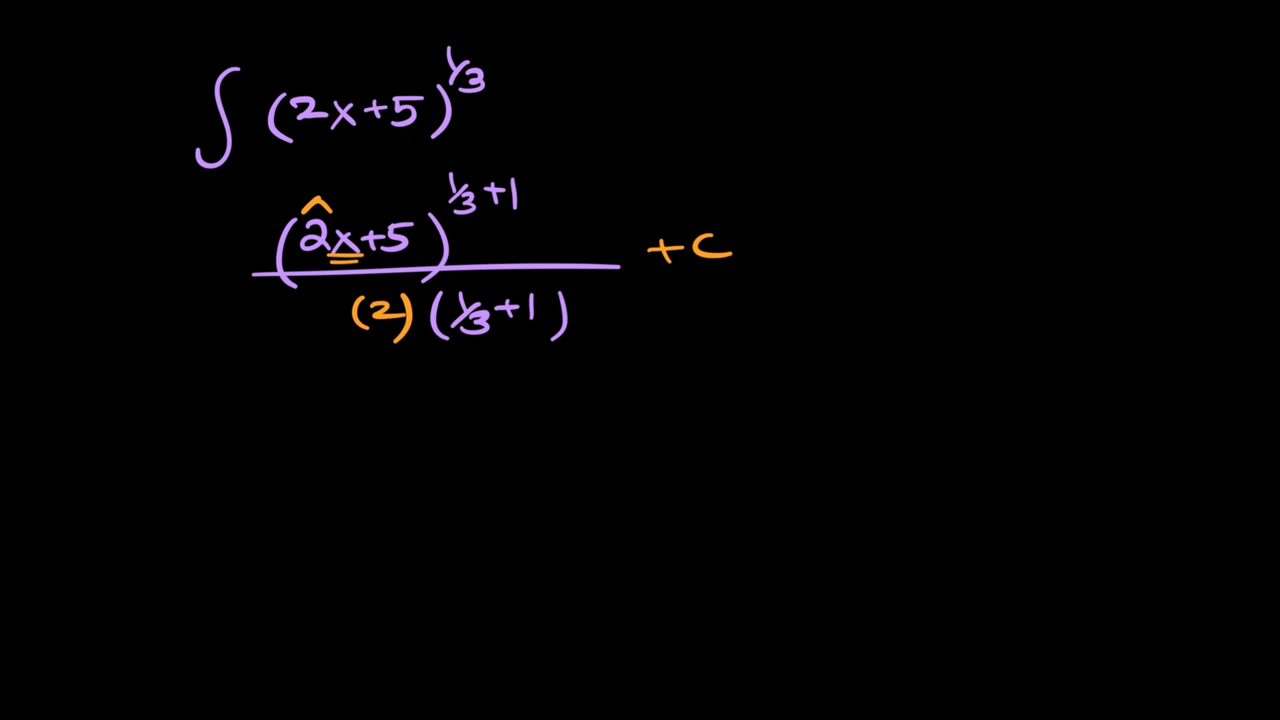 ∫ (2x+5)^⅓
(2x+5)^⅓+1
+ C
(2) (⅓+1)